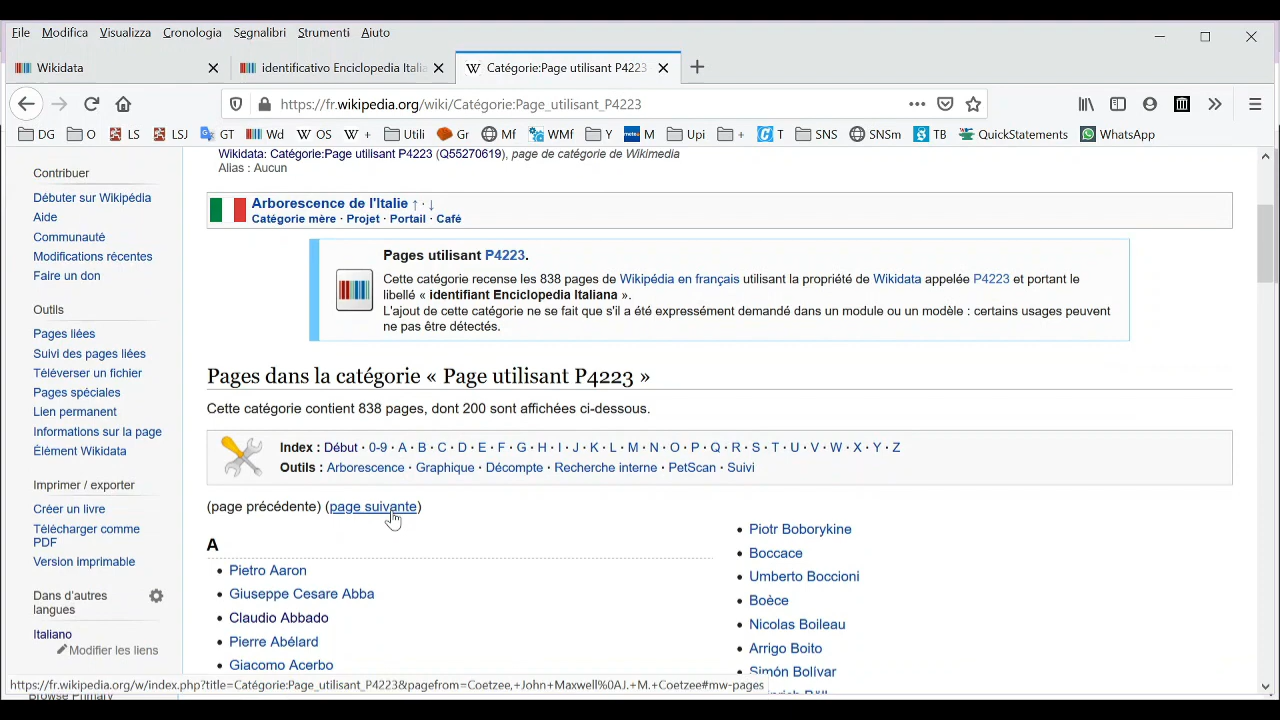 File Modifica Visualizza Cronologia Segnalibri Strumenti Aiuto
Wikidata
identificativo Enciclopedia Italia
Catégorie:Page utilisant P4223
https://fr.wikipedia.org/wiki/Catégorie:Page_utilisant_P4223
DG O LS LSJ GT Wd OS + Utili Gr Mf WMf Y M Upi + T SNS SNSm TB QuickStatements WhatsApp
Wikidata: Catégorie:Page utilisant P4223 (Q55270619), page de catégorie de Wikimedia
Alias : Aucun
Arborescence de l'Italie ↑ · ↓
Catégorie mère · Projet · Portail · Café
Pages utilisant P4223.
Cette catégorie recense les 838 pages de Wikipédia en français utilisant la propriété de Wikidata appelée P4223 et portant le
libellé « identifiant Enciclopedia Italiana ».
L'ajout de cette catégorie ne se fait que s'il a été expressément demandé dans un module ou un modèle : certains usages peuvent
ne pas être détectés.
Pages dans la catégorie « Page utilisant P4223 »
Cette catégorie contient 838 pages, dont 200 sont affichées ci-dessous.
Index : Début · 0-9 · A · B · C · D · E · F · G · H · I · J · K · L · M · N · O · P · Q · R · S · T · U · V · W · X · Y · Z
Outils : Arborescence · Graphique · Décompte · Recherche interne · PetScan · Suivi
(page précédente) (page suivante)
A
Pietro Aaron
Giuseppe Cesare Abba
Claudio Abbado
Pierre Abélard
Giacomo Acerbo
Piotr Boborykine
Boccace
Umberto Boccioni
Boèce
Nicolas Boileau
Arrigo Boito
Simón Bolívar
Contribuer
Débuter sur Wikipédia
Aide
Communauté
Modifications récentes
Faire un don
Outils
Pages liées
Suivi des pages liées
Téléverser un fichier
Pages spéciales
Lien permanent
Informations sur la page
Élément Wikidata
Imprimer / exporter
Créer un livre
Télécharger comme
PDF
Version imprimable
Dans d'autres
langues
Italiano
Modifier les liens
https://fr.wikipedia.org/w/index.php?title=Catégorie:Page_utilisant_P4223&pagefrom=Coetzee,+John+Maxwell%0AJ.+M.+Coetzee#mw-pages